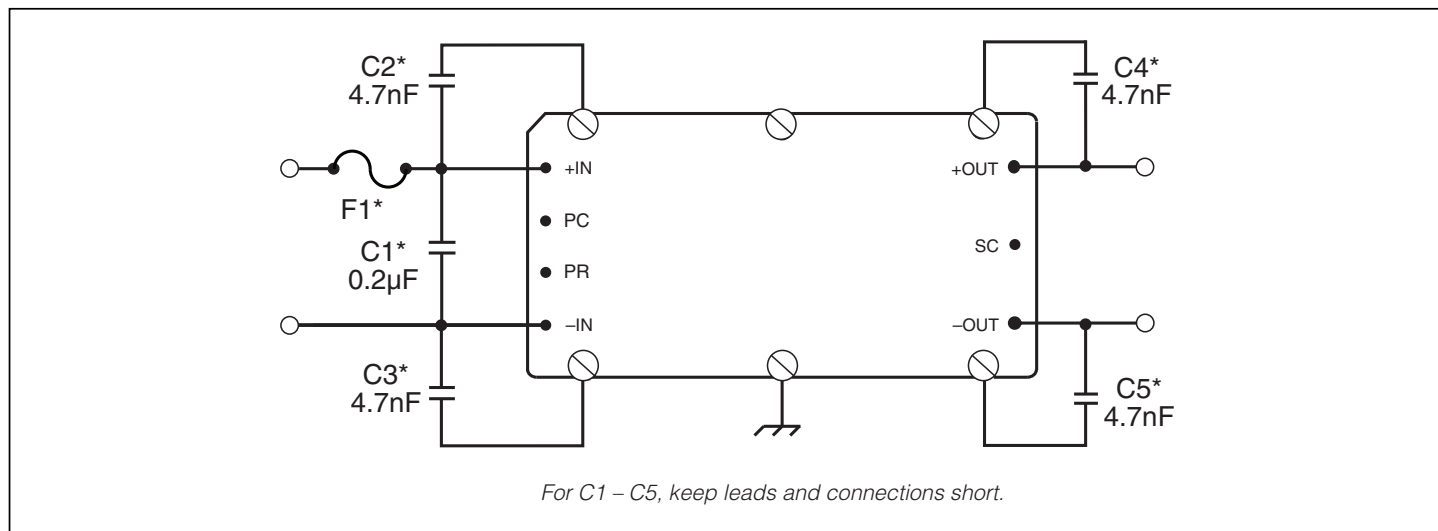 C2*
4.7nF
C4*
4.7nF
+IN
+OUT
F1*
PC
C1*
0.2µF
SC
PR
–IN
–OUT
C3*
4.7nF
C5*
4.7nF
For C1 – C5, keep leads and connections short.